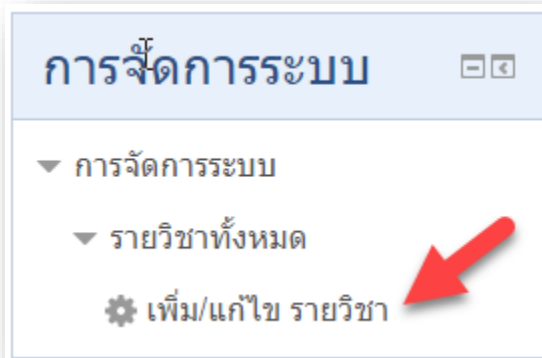 การจัดการระบบ
การจัดการระบบ
รายวิชาทั้งหมด
เพิ่ม/แก้ไข รายวิชา